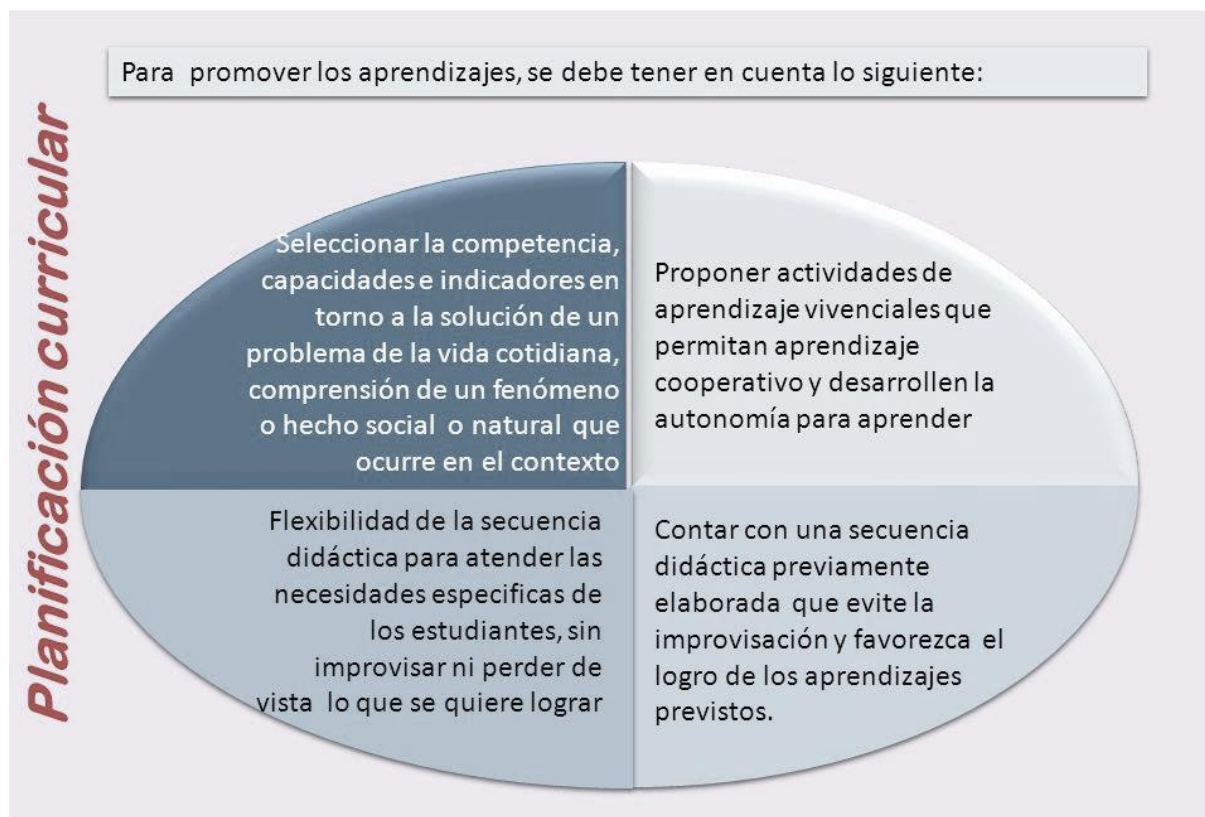 Para promover los aprendizajes, se debe tener en cuenta lo siguiente:
Planificación curricular
Seleccionar la competencia,
capacidades e indicadores en
torno a la solución de un
problema de la vida cotidiana,
comprensión de un fenómeno
o hecho social o natural que
ocurre en el contexto
Proponer actividades de
aprendizaje vivenciales que
permitan aprendizaje
cooperativo y desarrollen la
autonomía para aprender
Flexibilidad de la secuencia
didáctica para atender las
necesidades especificas de
los estudiantes, sin
improvisar ni perder de
vista lo que se quiere lograr
Contar con una secuencia
didáctica previamente
elaborada que evite la
improvisación y favorezca el
logro de los aprendizajes
previstos.